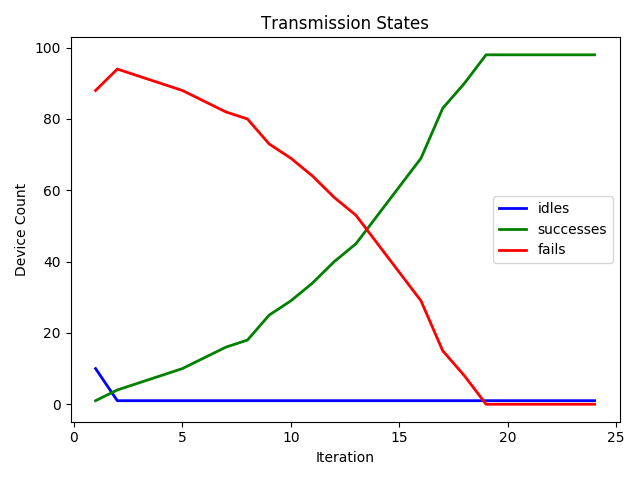 Transmission States
Device Count
100
80
60
40
20
0
idles
successes
fails
0 5 10 15 20 25
Iteration